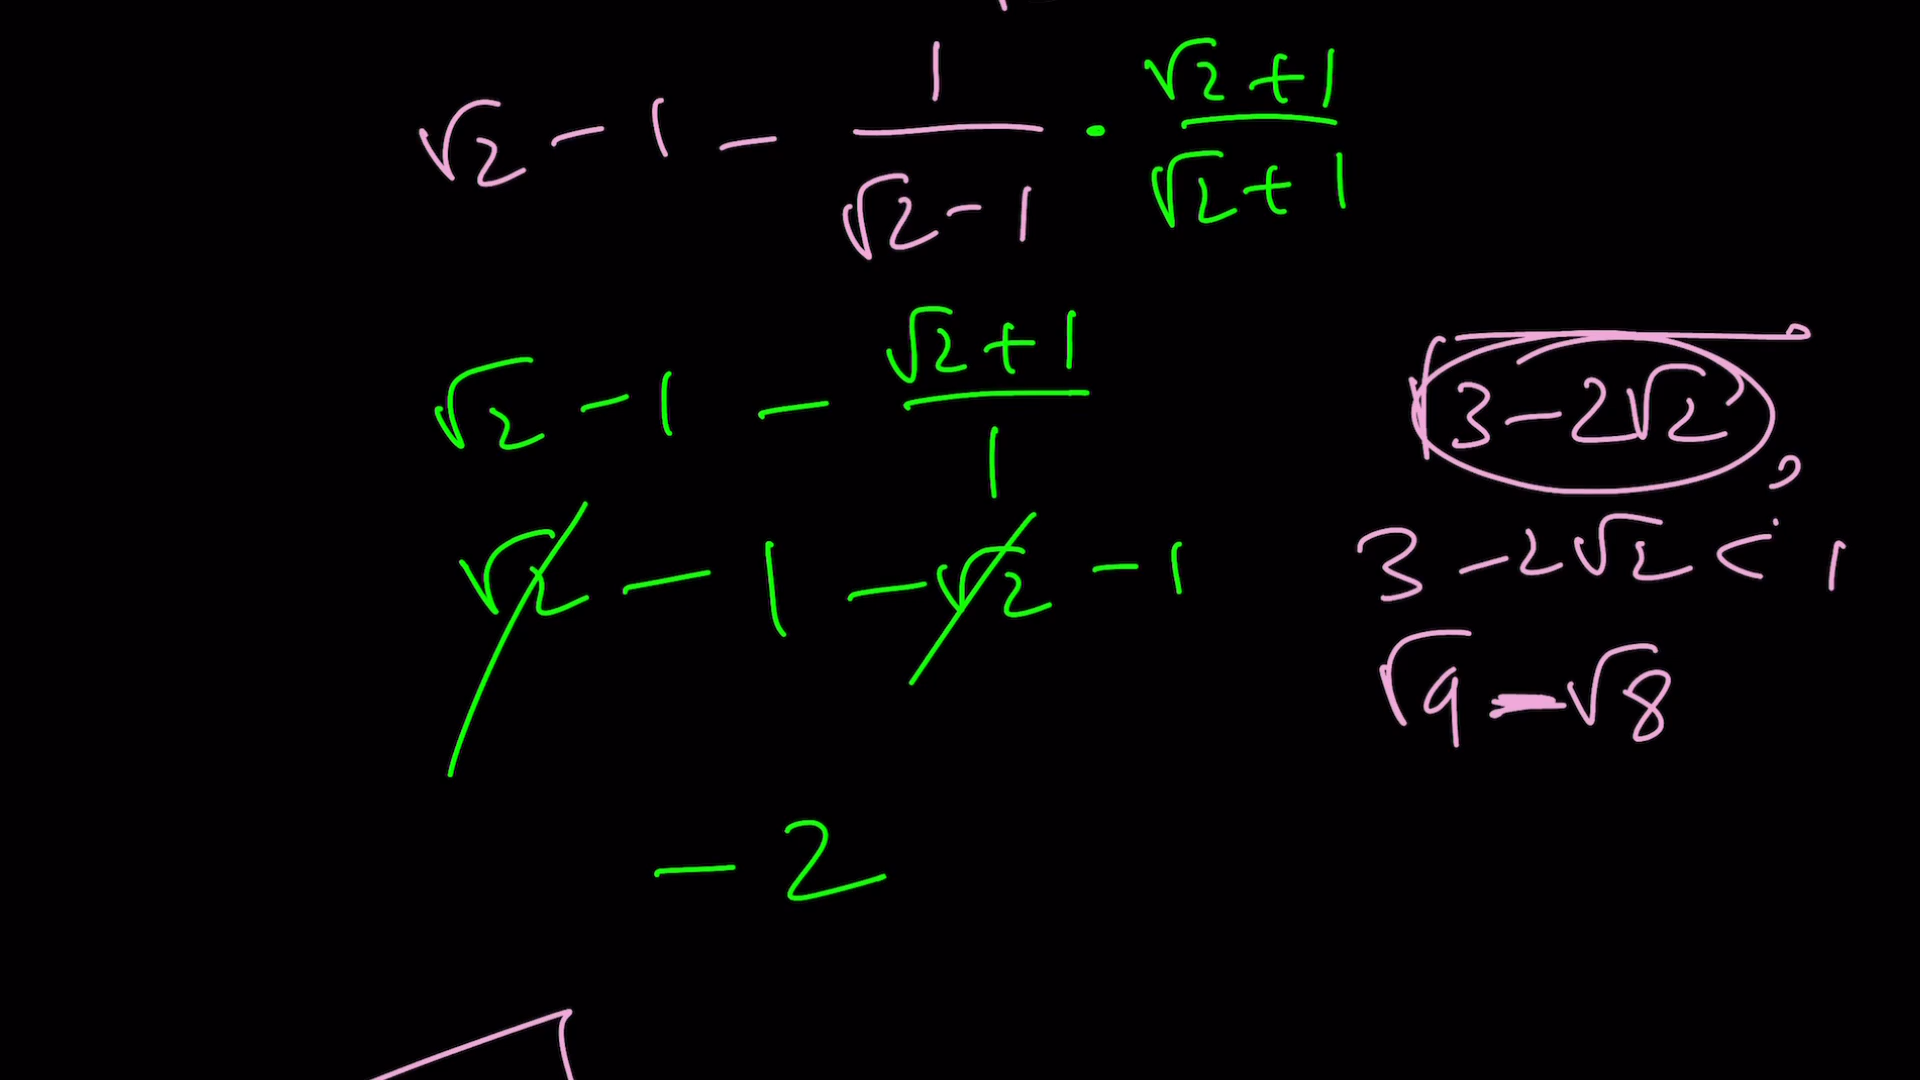 √2 - 1 - 1/(√2 - 1) · (√2 + 1)/(√2 + 1)
√2 - 1 - (√2 + 1)/1
√2 - 1 - √2 - 1
- 2
√(3 - 2√2)
3 - 2√2 < 1
√9 - √8